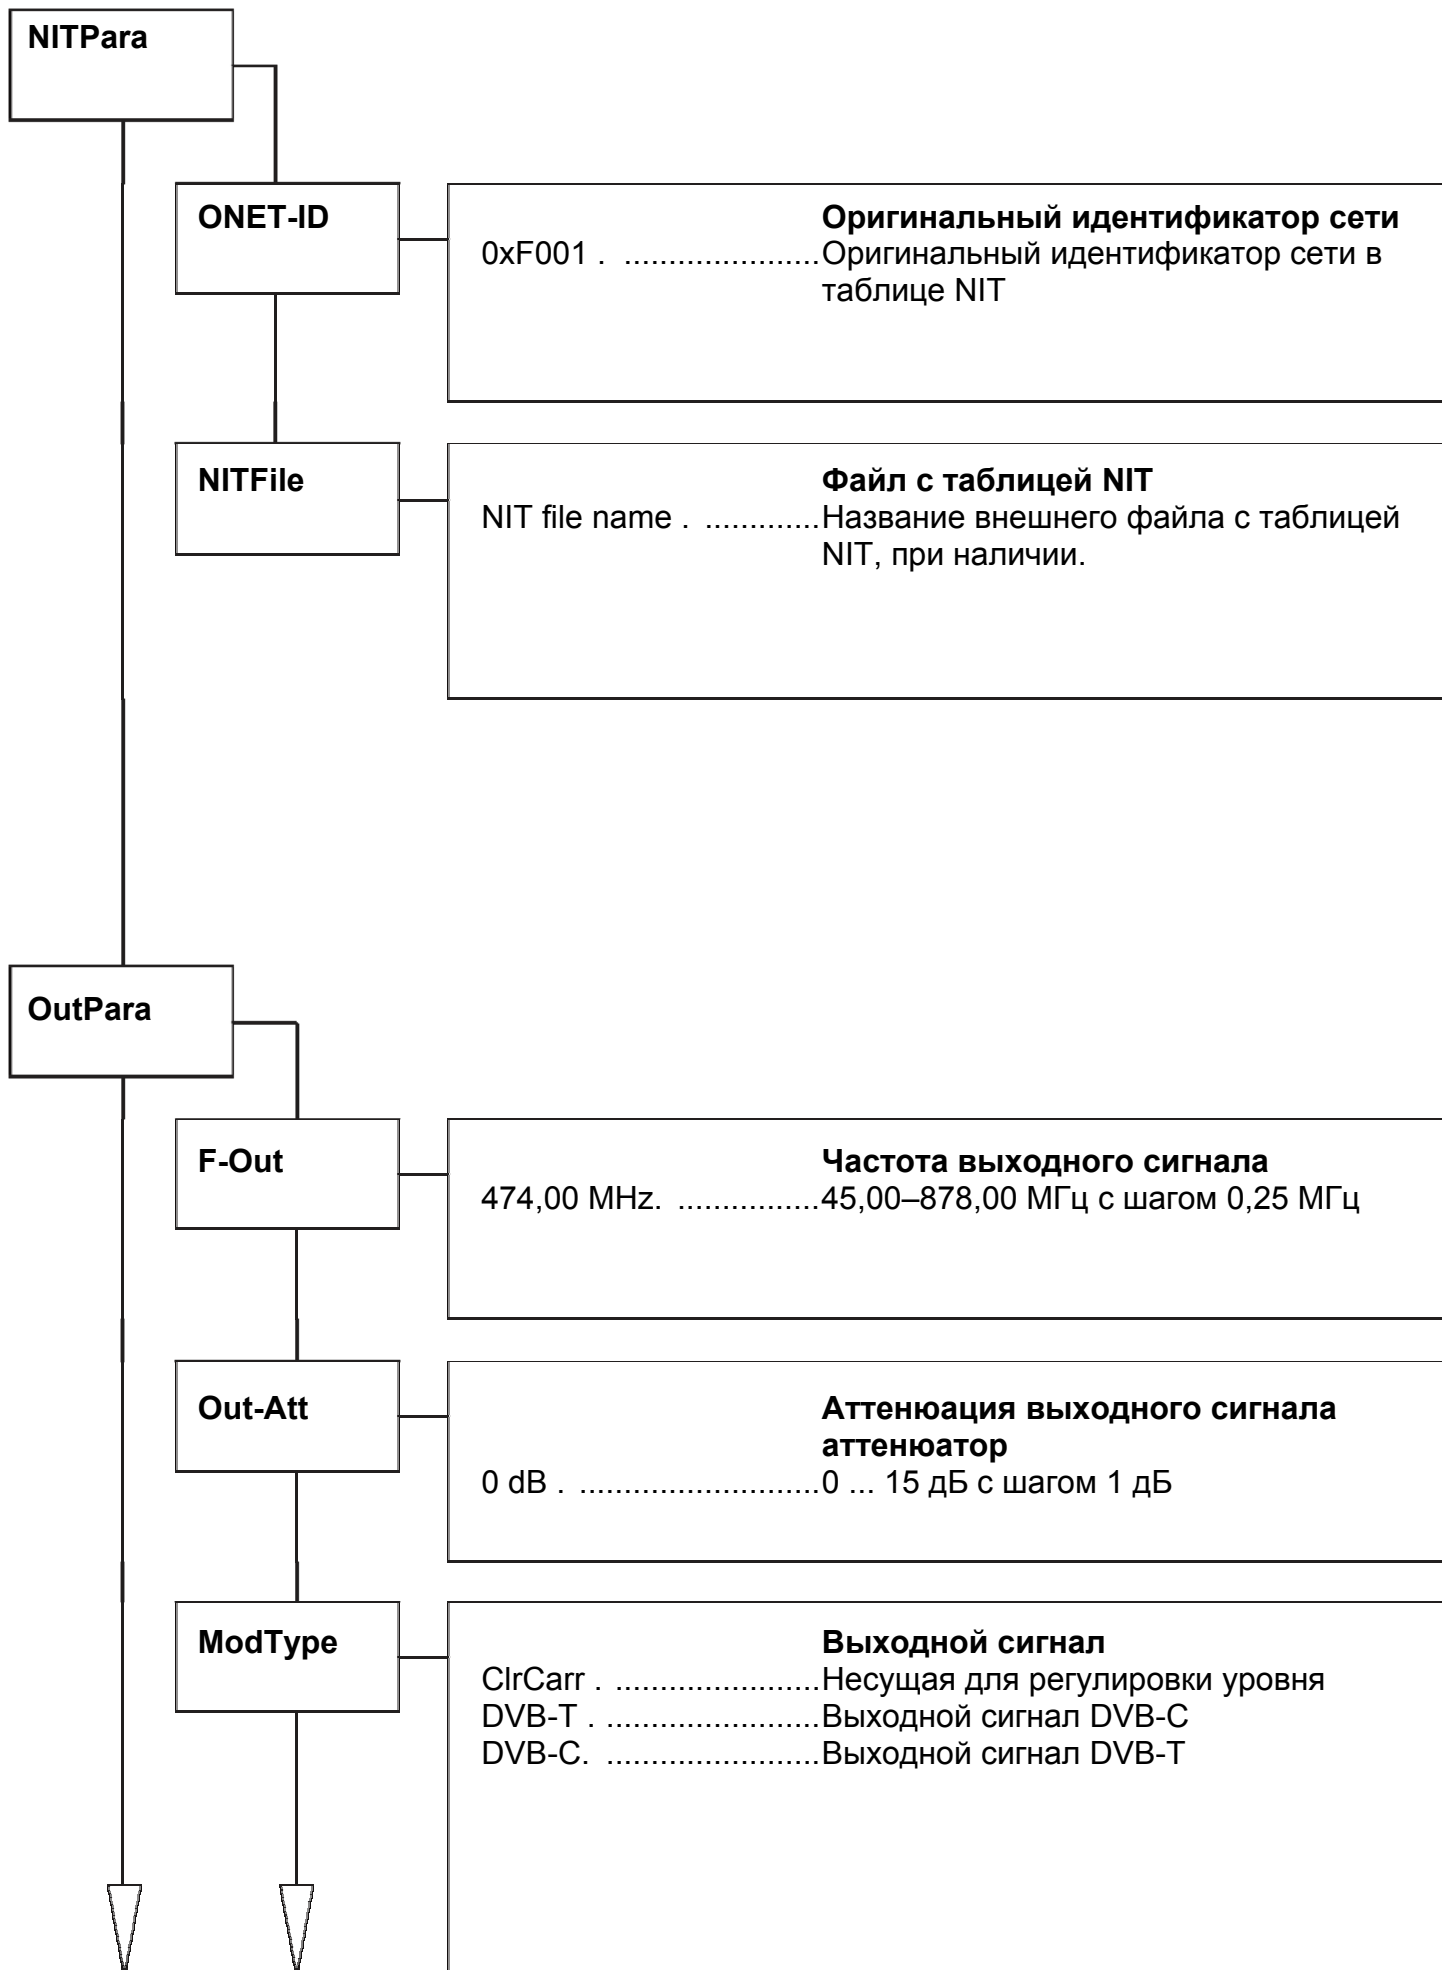 NITPara
ONET-ID
Оригинальный идентификатор сети
0xF001 . ......................Оригинальный идентификатор сети в
таблице NIT
NITFile
Файл с таблицей NIT
NIT file name . .............Название внешнего файла с таблицей
NIT, при наличии.
OutPara
F-Out
Частота выходного сигнала
474,00 MHz. ................45,00–878,00 МГц с шагом 0,25 МГц
Out-Att
Аттенюация выходного сигнала
аттенюатор
0 dB . ...........................0 ... 15 дБ с шагом 1 дБ
ModType
Выходной сигнал
ClrCarr . .......................Несущая для регулировки уровня
DVB-T . ........................Выходной сигнал DVB-C
DVB-C. ........................Выходной сигнал DVB-T